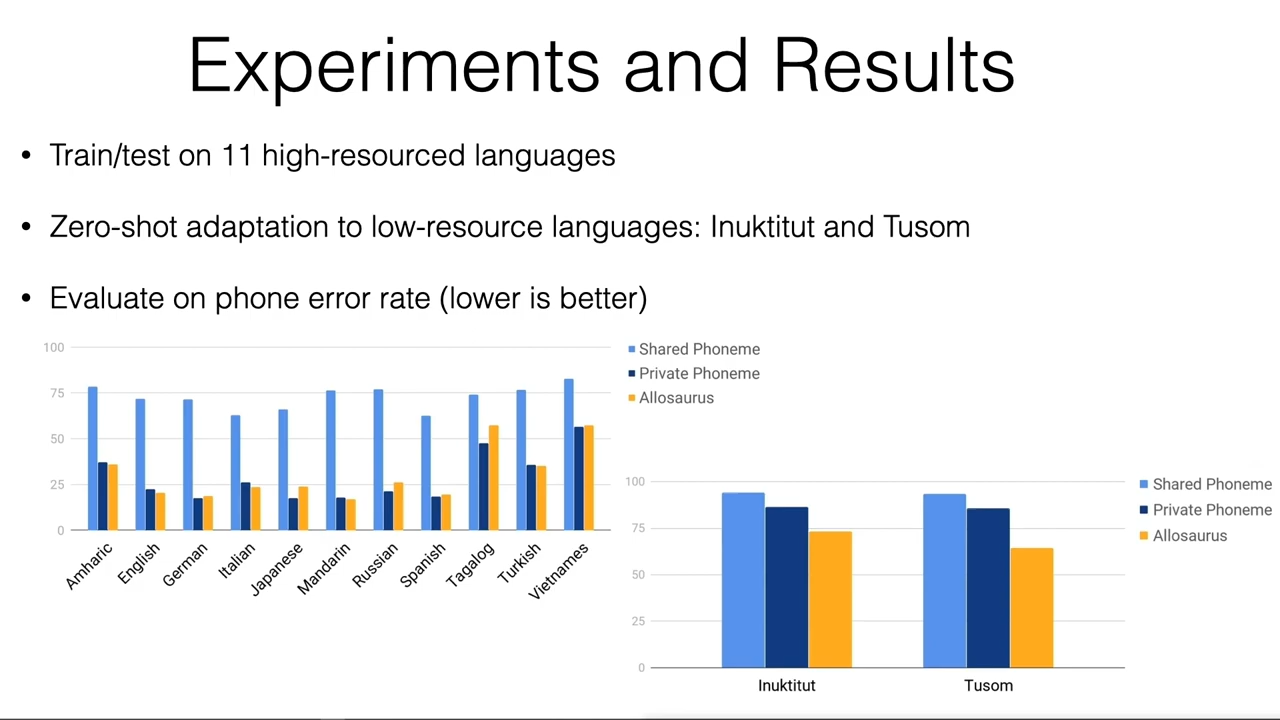 Experiments and Results
• Train/test on 11 high-resourced languages
• Zero-shot adaptation to low-resource languages: Inuktitut and Tusom
• Evaluate on phone error rate (lower is better)
100
75
50
25
0
Amharic
English
German
Italian
Japanese
Mandarin
Russian
Spanish
Tagalog
Turkish
Vietnames
Shared Phoneme
Private Phoneme
Allosaurus
100
75
50
25
0
Inuktitut
Tusom
Shared Phoneme
Private Phoneme
Allosaurus